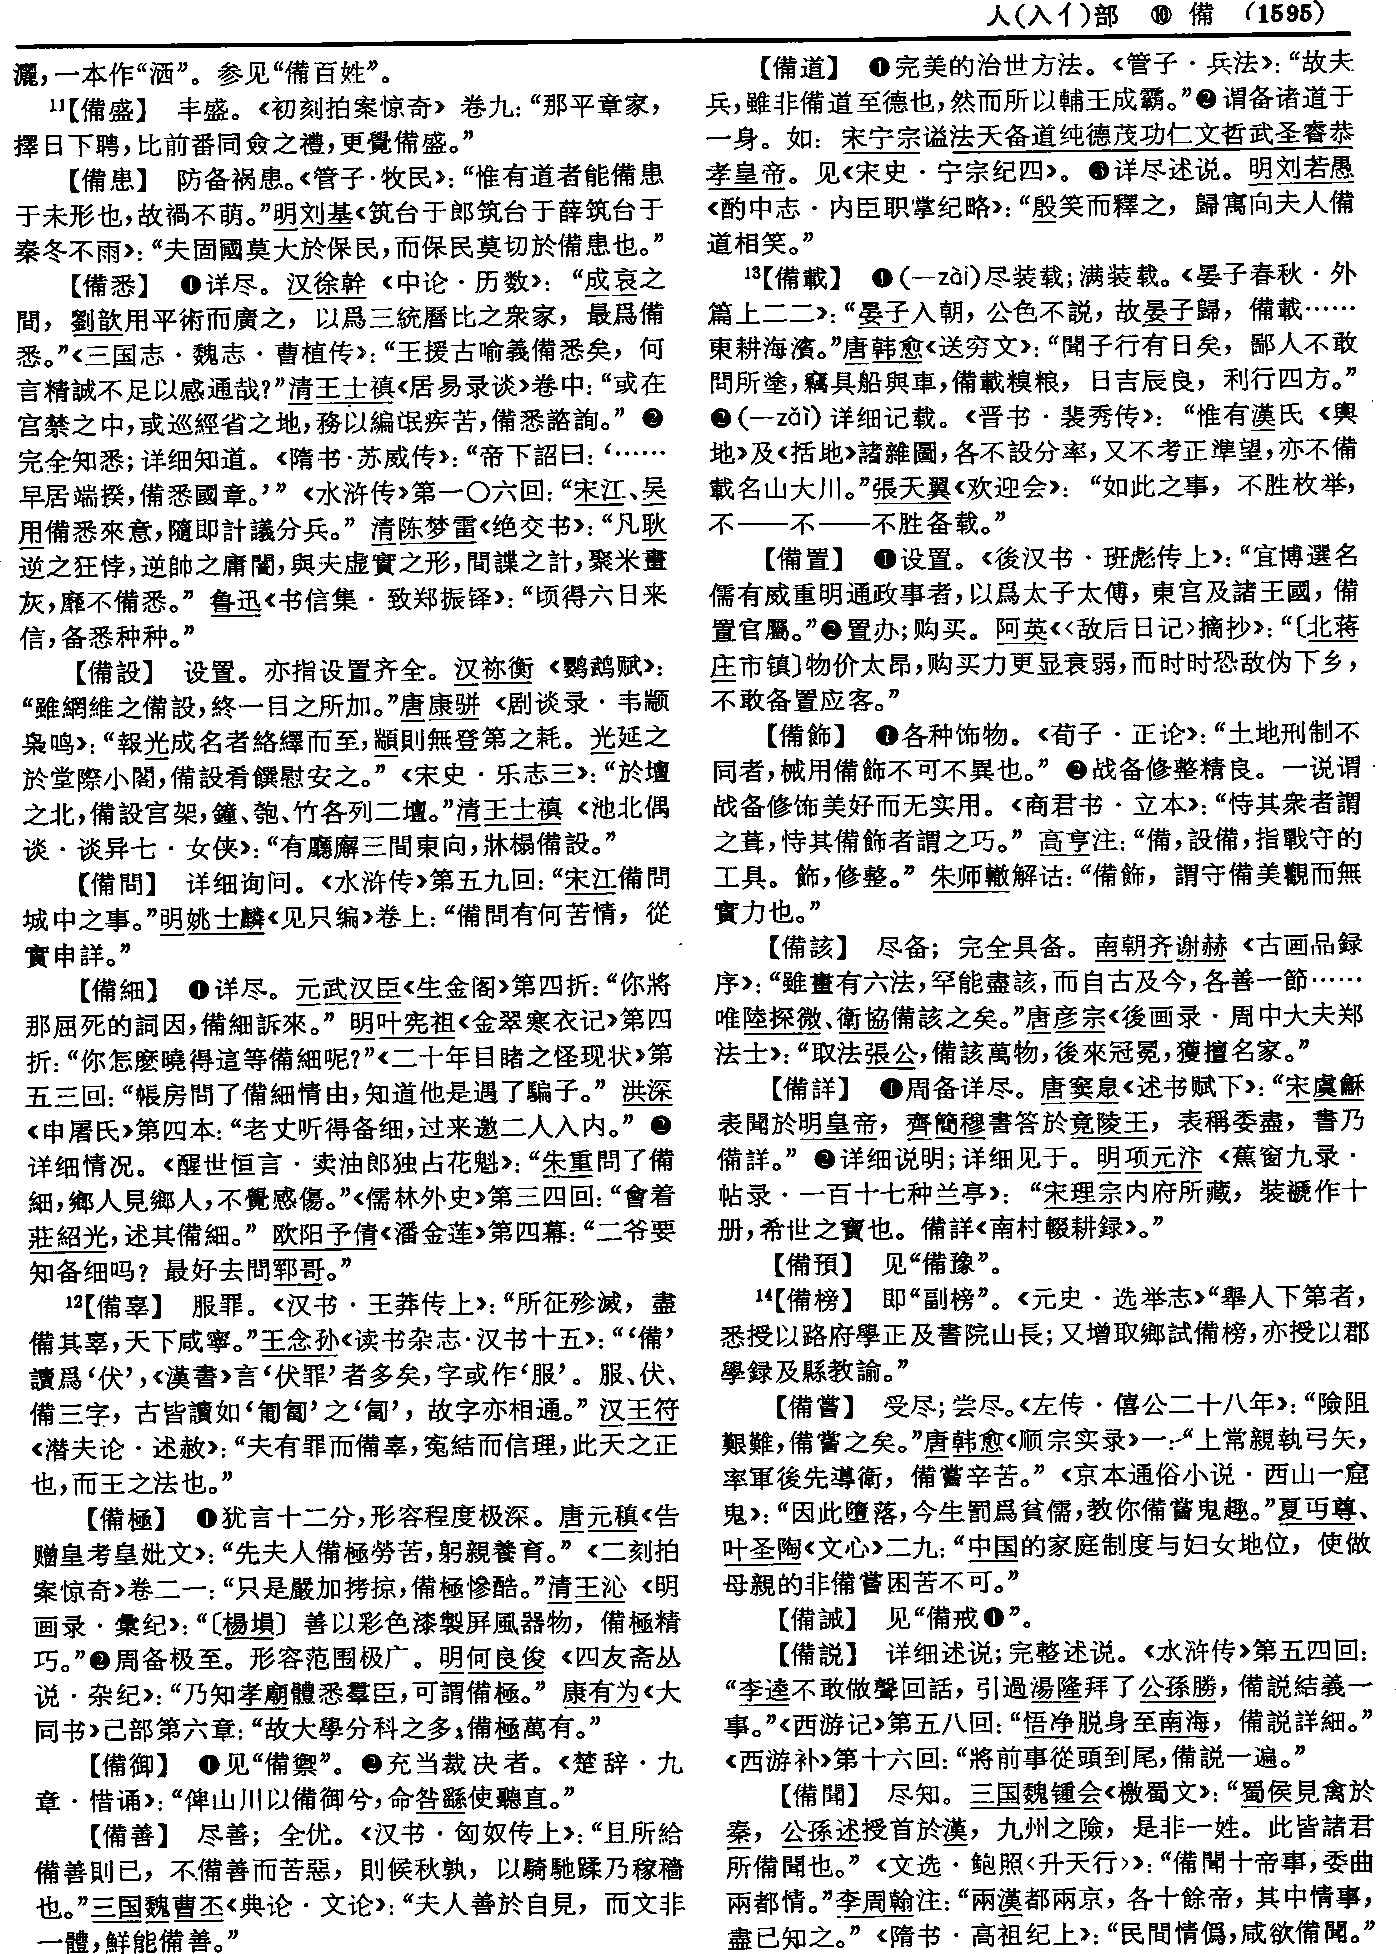 人(入亻)部 ⑩ 備 (1595)
灑,一本作“洒”。参见“備百姓”。
¹¹【備盛】 丰盛。《初刻拍案惊奇》卷九:“那平章家,
擇日下聘,比前番同僉之禮,更覺備盛。”
【備患】 防备祸患。《管子·牧民》:“惟有道者能備患
于未形也,故禍不萌。”明刘基《筑台于郎筑台于薛筑台于
秦冬不雨》:“夫固國莫大於保民,而保民莫切於備患也。”
【備悉】 ❶详尽。汉徐幹《中论·历数》:“成哀之
間,劉歆用平術而廣之,以爲三統曆比之衆家,最爲備
悉。”《三国志·魏志·曹植传》:“王援古喻義備悉矣,何
言精誠不足以感通哉?”清王士禛《居易录谈》卷中:“或在
宫禁之中,或巡經省之地,務以編氓疾苦,備悉諮詢。” ❷
完全知悉;详细知道。《隋书·苏威传》:“帝下詔曰:‘……
早居端揆,備悉國章。’”《水浒传》第一〇六回:“宋江、吴
用備悉來意,隨即計議分兵。”清陈梦雷《绝交书》:“凡耿
逆之狂悖,逆帥之庸闇,與夫虚實之形,間諜之計,聚米畫
灰,靡不備悉。”鲁迅《书信集·致郑振铎》:“顷得六日来
信,备悉种种。”
【備設】 设置。亦指设置齐全。汉祢衡《鹦鹉赋》:
“雖網維之備設,終一目之所加。”唐康骈《剧谈录·韦颛
枭鸣》:“報光成名者絡繹而至,顓則無登第之耗。光延之
於堂際小閣,備設肴饌慰安之。”《宋史·乐志三》:“於壇
之北,備設宫架,鐘、匏、竹各列二壇。”清王士禛《池北偶
谈·谈异七·女侠》:“有廳廨三間東向,牀榻備設。”
【備問】 详细询问。《水浒传》第五九回:“宋江備問
城中之事。”明姚士麟《见只编》卷上:“備問有何苦情,從
實申詳。”
【備細】 ❶详尽。元武汉臣《生金阁》第四折:“你將
那屈死的詞因,備細訴來。”明叶宪祖《金翠寒衣记》第四
折:“你怎麽曉得這等備細呢?”《二十年目睹之怪现状》第
五三回:“帳房問了備細情由,知道他是遇了騙子。”洪深
《申屠氏》第四本:“老丈听得备细,过来邀二人入内。” ❷
详细情况。《醒世恒言·卖油郎独占花魁》:“朱重問了備
細,鄉人見鄉人,不覺感傷。”《儒林外史》第三四回:“會着
莊紹光,述其備細。”欧阳予倩《潘金莲》第四幕:“二爷要
知备细吗?最好去問郓哥。”
¹²【備辜】 服罪。《汉书·王莽传上》:“所征殄滅,盡
備其辜,天下咸寧。”王念孙《读书杂志·汉书十五》:“‘備’
讀爲‘伏’,《漢書》言‘伏罪’者多矣,字或作‘服’。服、伏、
備三字,古皆讀如‘匍匐’之‘匐’,故字亦相通。”汉王符
《潜夫论·述赦》:“夫有罪而備辜,寃結而信理,此天之正
也,而王之法也。”
【備極】 ❶犹言十二分,形容程度极深。唐元稹《告
赠皇考皇妣文》:“先夫人備極勞苦,躬親養育。”《二刻拍
案惊奇》卷二一:“只是嚴加拷掠,備極慘酷。”清王沁《明
画录·彙纪》:“〔楊塤〕善以彩色漆製屏風器物,備極精
巧。”❷周备极至。形容范围极广。明何良俊《四友斋丛
说·杂纪》:“乃知孝廟體悉羣臣,可謂備極。”康有为《大
同书》己部第六章:“故大學分科之多,備極萬有。”
【備御】 ❶见“備禦”。❷充当裁决者。《楚辞·九
章·惜诵》:“俾山川以備御兮,命咎繇使聽直。”
【備善】 尽善;全优。《汉书·匈奴传上》:“且所給
備善則已,不備善而苦惡,則候秋孰,以騎馳蹂乃稼穡
也。”三国魏曹丕《典论·论文》:“夫人善於自見,而文非
一體,鮮能備善。”
【備道】 ❶完美的治世方法。《管子·兵法》:“故夫
兵,雖非備道至德也,然而所以輔王成霸。”❷谓备诸道于
一身。如:宋宁宗谥法天备道纯德茂功仁文哲武圣睿恭
孝皇帝。见《宋史·宁宗纪四》。❸详尽述说。明刘若愚
《酌中志·内臣职掌纪略》:“殷笑而釋之,歸寓向夫人備
道相笑。”
¹³【備載】 ❶(—zài)尽装载;满装载。《晏子春秋·外
篇上二二》:“晏子入朝,公色不説,故晏子歸,備載……
東耕海濱。”唐韩愈《送穷文》:“聞子行有日矣,鄙人不敢
問所塗,竊具船與車,備載糗粮,日吉辰良,利行四方。”
❷(—zǎi)详细记载。《晋书·裴秀传》:“惟有漢氏《輿
地》及《括地》諸雜圖,各不設分率,又不考正準望,亦不備
載名山大川。”張天翼《欢迎会》:“如此之事,不胜枚举,
不——不——不胜备载。”
【備置】 ❶设置。《後汉书·班彪传上》:“宜博選名
儒有威重明通政事者,以爲太子太傅,東宫及諸王國,備
置官屬。”❷置办;购买。阿英《〈敌后日记〉摘抄》:“〔北蒋
庄市镇〕物价太昂,购买力更显衰弱,而时时恐敌伪下乡,
不敢备置应客。”
【備飾】 ❶各种饰物。《荀子·正论》:“土地刑制不
同者,械用備飾不可不異也。” ❷战备修整精良。一说谓
战备修饰美好而无实用。《商君书·立本》:“恃其衆者謂
之葺,恃其備飾者謂之巧。”高亨注:“備,設備,指戰守的
工具。飾,修整。”朱师辙解诂:“備飾,謂守備美觀而無
實力也。”
【備該】 尽备;完全具备。南朝齐谢赫《古画品録
序》:“雖畫有六法,罕能盡該,而自古及今,各善一節……
唯陸探微、衛協備該之矣。”唐彦宗《後画录·周中大夫郑
法士》:“取法張公,備該萬物,後來冠冕,獲擅名家。”
【備詳】 ❶周备详尽。唐窦臮《述书赋下》:“宋虞龢
表聞於明皇帝,齊簡穆書答於竟陵王,表稱委盡,書乃
備詳。” ❷详细说明;详细见于。明项元汴《蕉窗九录·
帖录·一百十七种兰亭》:“宋理宗内府所藏,裝褫作十
册,希世之寶也。備詳《南村輟耕録》。”
【備預】 见“備豫”。
¹⁴【備榜】 即“副榜”。《元史·选举志》“舉人下第者,
悉授以路府學正及書院山長;又增取鄉試備榜,亦授以郡
學録及縣教諭。”
【備嘗】 受尽;尝尽。《左传·僖公二十八年》:“險阻
艱難,備嘗之矣。”唐韩愈《顺宗实录》一:“上常親執弓矢,
率軍後先導衛,備嘗辛苦。”《京本通俗小说·西山一窟
鬼》:“因此墮落,今生罰爲貧儒,教你備嘗鬼趣。”夏丏尊、
叶圣陶《文心》二九:“中国的家庭制度与妇女地位,使做
母親的非備嘗困苦不可。”
【備誡】 见“備戒❶”。
【備説】 详细述说;完整述说。《水浒传》第五四回:
“李逵不敢做聲回話,引過湯隆拜了公孫勝,備説結義一
事。”《西游记》第五八回:“悟净脱身至南海,備説詳細。”
《西游补》第十六回:“將前事從頭到尾,備説一遍。”
【備聞】 尽知。三国魏锺会《檄蜀文》:“蜀侯見禽於
秦,公孫述授首於漢,九州之險,是非一姓。此皆諸君
所備聞也。”《文选·鲍照〈升天行〉》:“備聞十帝事,委曲
兩都情。”李周翰注:“兩漢都兩京,各十餘帝,其中情事,
盡已知之。”《隋书·高祖纪上》:“民間情僞,咸欲備聞。”